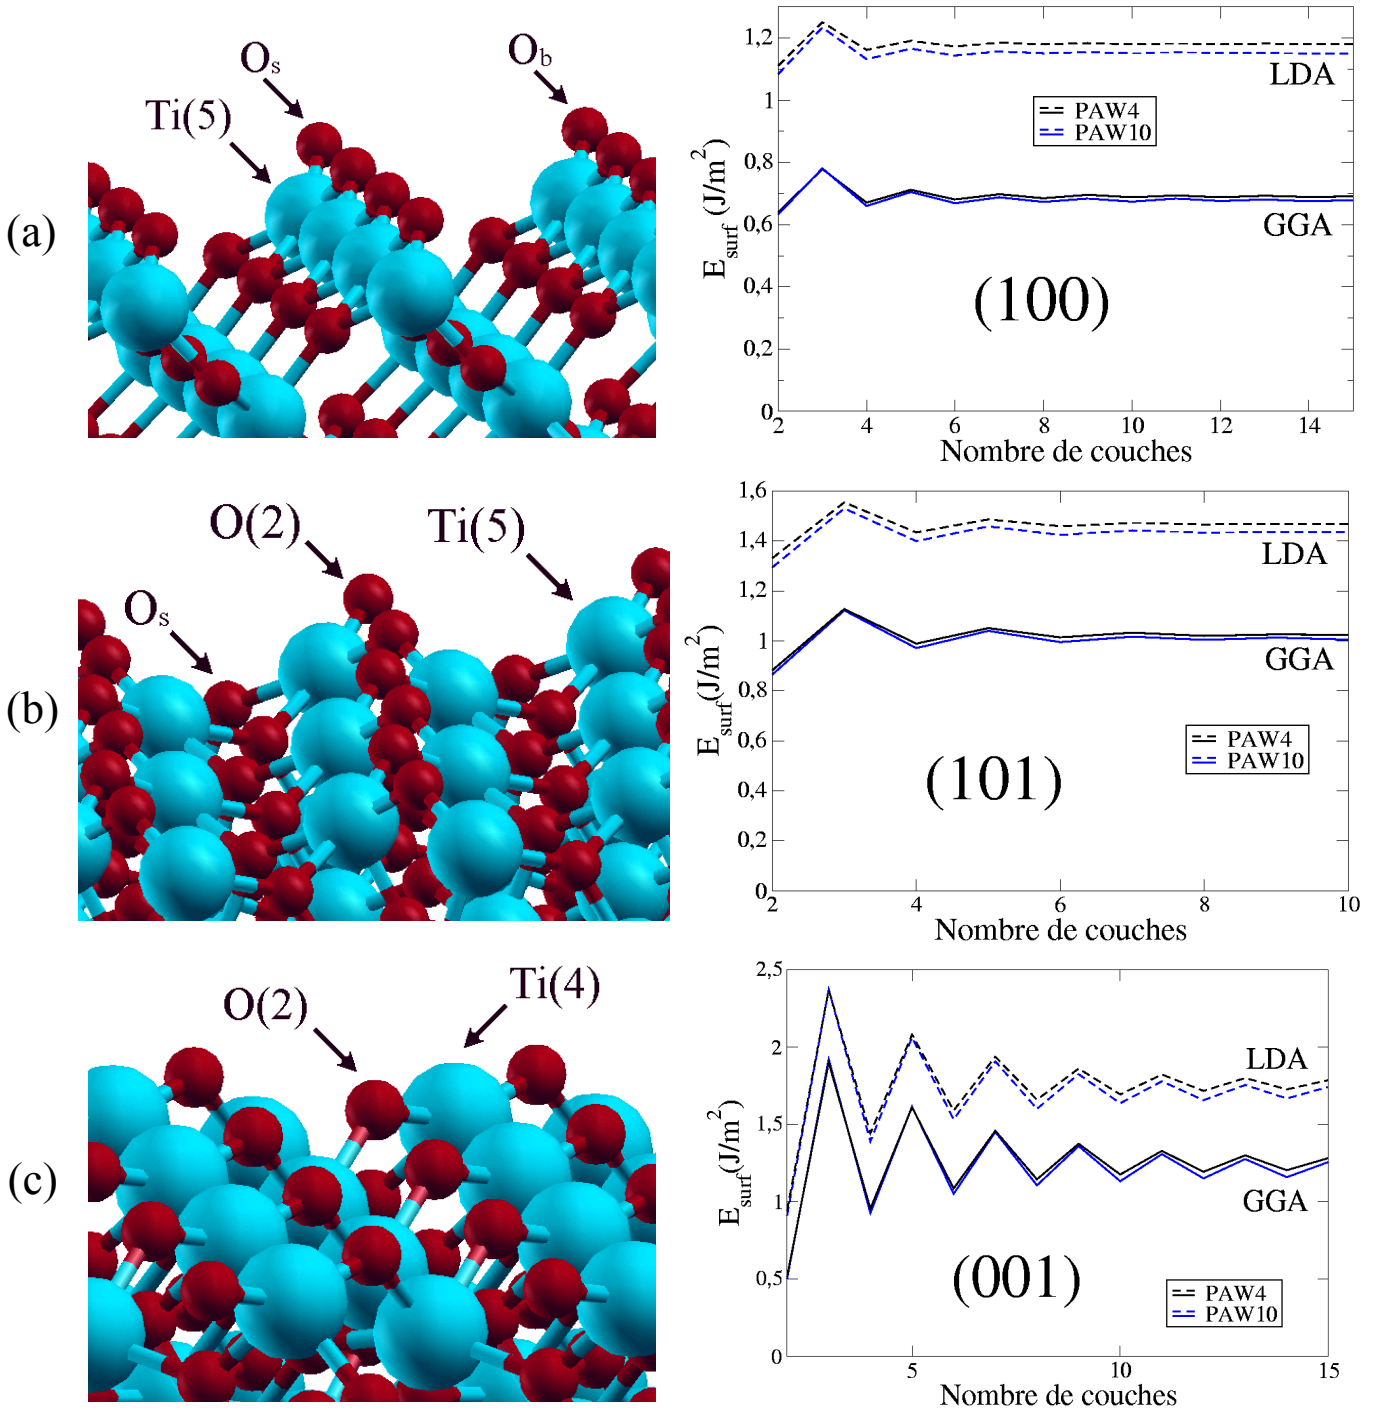 (a)
Os
Ob
Ti(5)
1,2
1
0,8
0,6
0,4
0,2
0
Esurf (J/m²)
LDA
PAW4
PAW10
GGA
(100)
2 4 6 8 10 12 14
Nombre de couches
(b)
O(2)
Ti(5)
Os
1,6
1,4
1,2
1
0,8
0,6
0,4
0,2
0
Esurf(J/m²)
LDA
GGA
PAW4
PAW10
(101)
2 4 6 8 10
Nombre de couches
(c)
O(2)
Ti(4)
2,5
2
1,5
1
0,5
0
Esurf(J/m²)
LDA
GGA
(001)
PAW4
PAW10
5 10 15
Nombre de couches